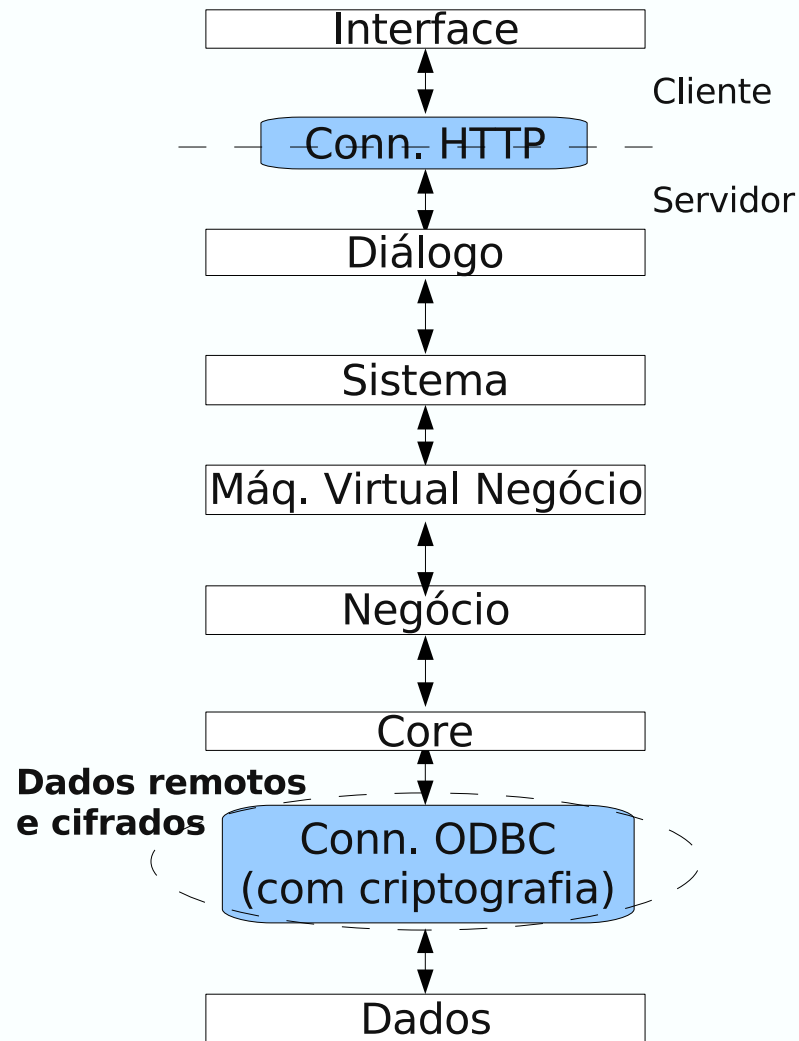 Interface
Cliente
Conn. HTTP
Servidor
Diálogo
Sistema
Máq. Virtual Negócio
Negócio
Core
Dados remotos
e cifrados
Conn. ODBC
(com criptografia)
Dados